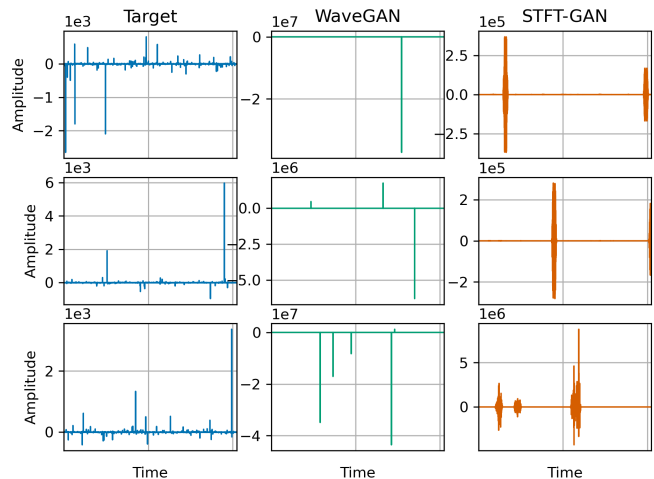 Target WaveGAN STFT-GAN
1e3 1e7 1e5
0 0 2.5
−1 −2 0.0
−2 −2.5
Amplitude
1e3 1e6 1e5
6 0.0 2
4 −2.5 0
2 −5.0 −2
0
Amplitude
1e3 1e7 1e6
2 0 5
0 −2 0
−4
Amplitude
Time Time Time